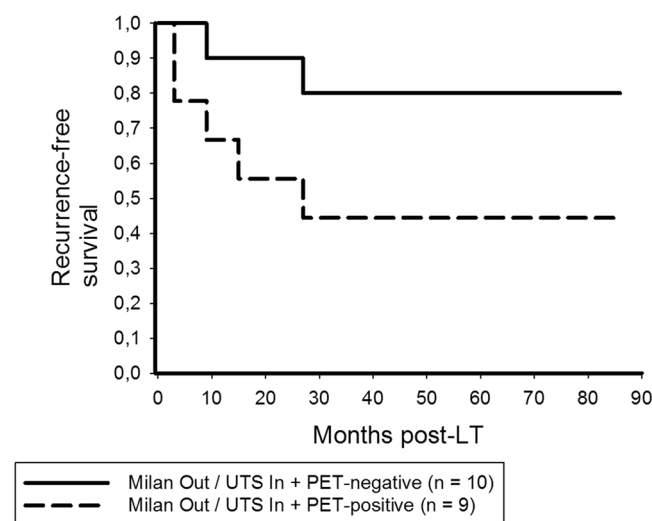 1,0
0,9
0,8
0,7
0,6
0,5
0,4
0,3
0,2
0,1
0,0
Recurrence-free
survival
0 10 20 30 40 50 60 70 80 90
Months post-LT
Milan Out / UTS In + PET-negative (n = 10)
Milan Out / UTS In + PET-positive (n = 9)